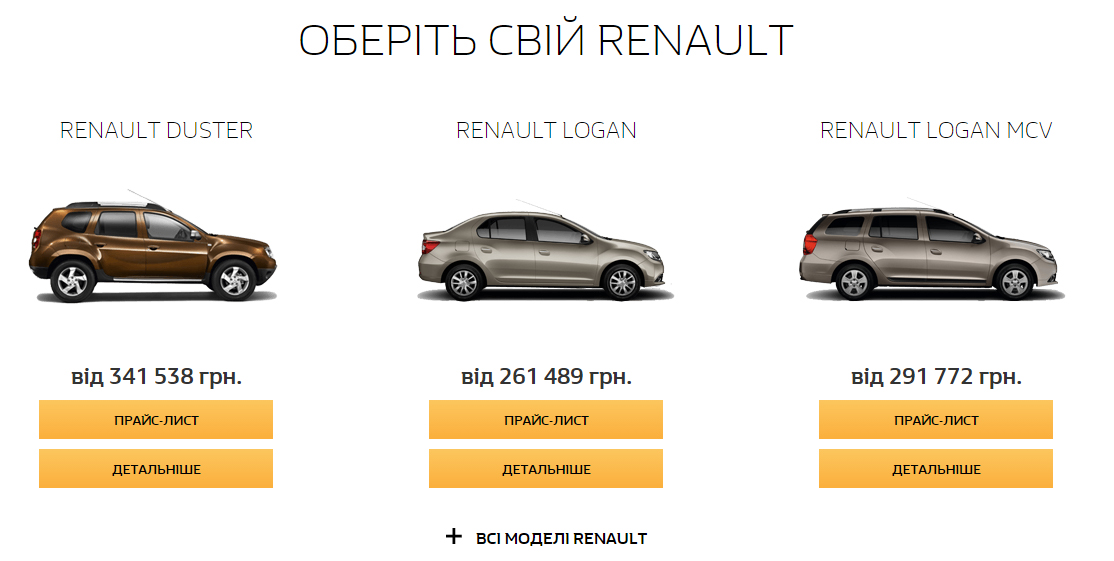 ОБЕРІТЬ СВІЙ RENAULT
RENAULT DUSTER
RENAULT LOGAN
RENAULT LOGAN MCV
від 341 538 грн.
від 261 489 грн.
від 291 772 грн.
ПРАЙС-ЛИСТ
ПРАЙС-ЛИСТ
ПРАЙС-ЛИСТ
ДЕТАЛЬНІШЕ
ДЕТАЛЬНІШЕ
ДЕТАЛЬНІШЕ
+ ВСІ МОДЕЛІ RENAULT